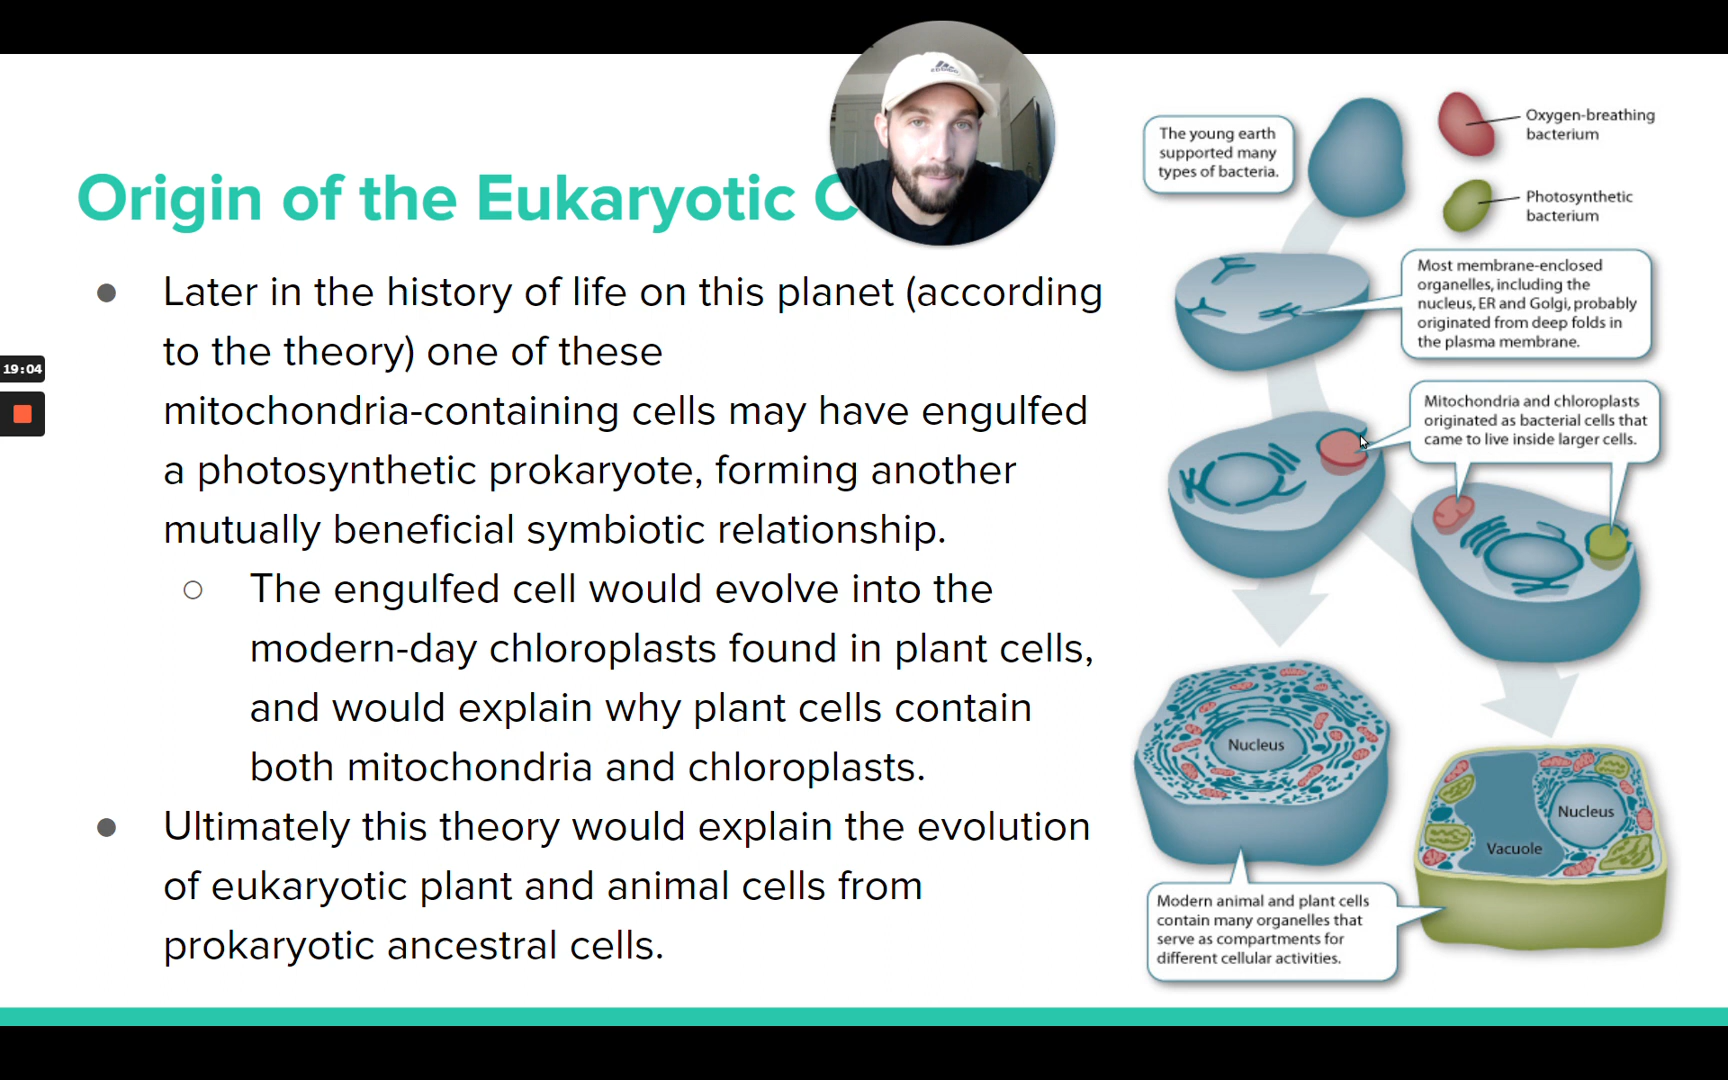 Origin of the Eukaryotic C
Later in the history of life on this planet (according
to the theory) one of these
mitochondria-containing cells may have engulfed
a photosynthetic prokaryote, forming another
mutually beneficial symbiotic relationship.
The engulfed cell would evolve into the
modern-day chloroplasts found in plant cells,
and would explain why plant cells contain
both mitochondria and chloroplasts.
Ultimately this theory would explain the evolution
of eukaryotic plant and animal cells from
prokaryotic ancestral cells.
19:04
The young earth
supported many
types of bacteria.
Oxygen-breathing
bacterium
Photosynthetic
bacterium
Most membrane-enclosed
organelles, including the
nucleus, ER and Golgi, probably
originated from deep folds in
the plasma membrane.
Mitochondria and chloroplasts
originated as bacterial cells that
came to live inside larger cells.
Nucleus
Nucleus
Vacuole
Modern animal and plant cells
contain many organelles that
serve as compartments for
different cellular activities.